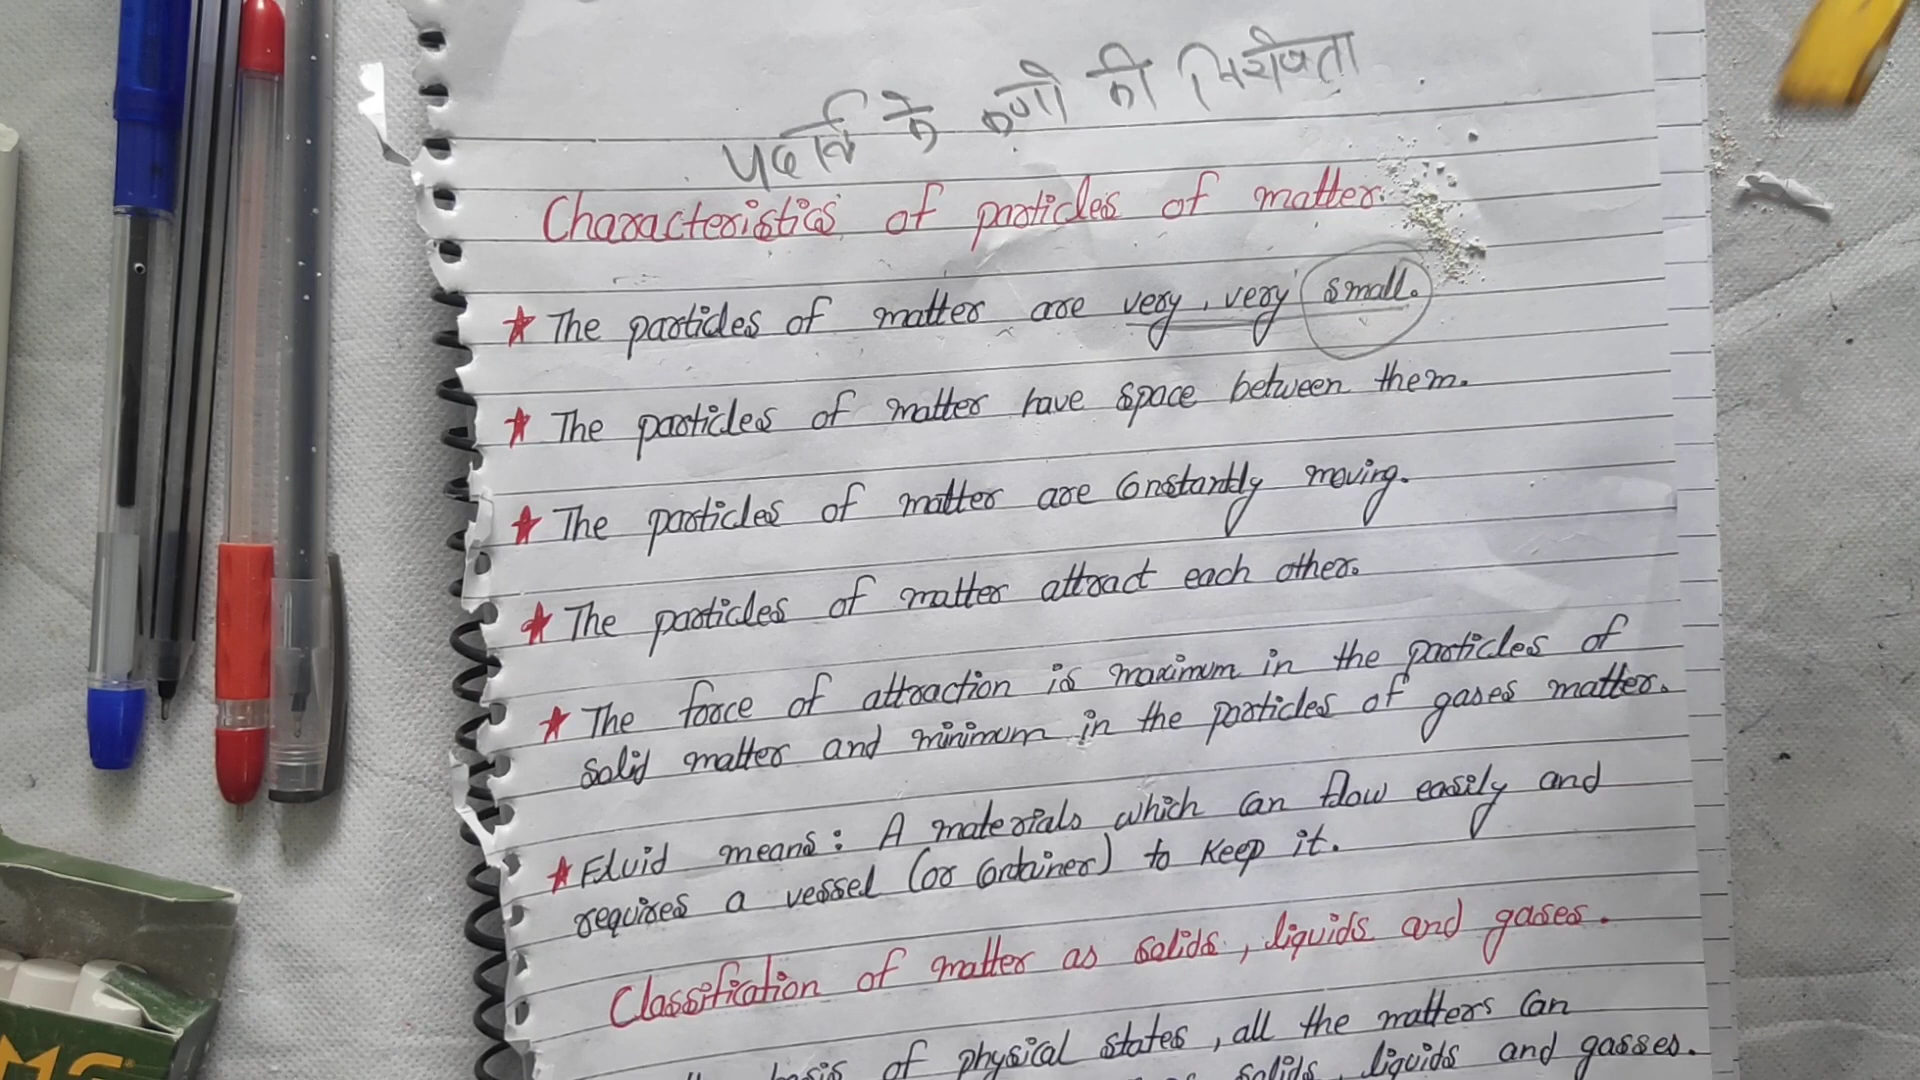 पदार्थ के कणो की विशेषता
Characteristics of particles of matter.
★ The particles of matter are very, very small.
★ The particles of matter have space between them.
★ The particles of matter are constantly moving.
★ The particles of matter attract each other.
★ The force of attraction is maximum in the particles of
solid matter and minimum in the particles of gases matter.
★ Fluid means: A materials which can flow easily and
requires a vessel (or container) to keep it.
Classification of matter as solids, liquids and gases.
basis of physical states, all the matters can
solids, liquids and gasses.